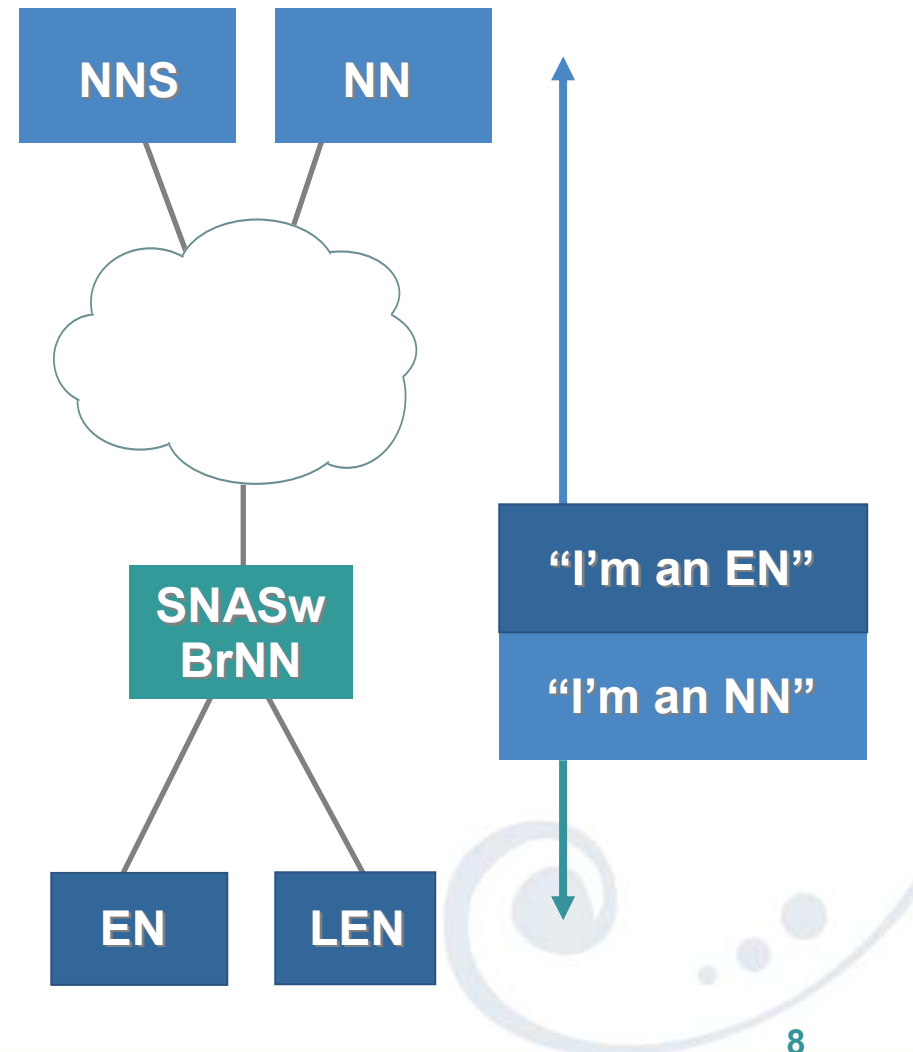 NNS
NN
“I’m an EN”
SNASw
BrNN
“I’m an NN”
EN
LEN
8